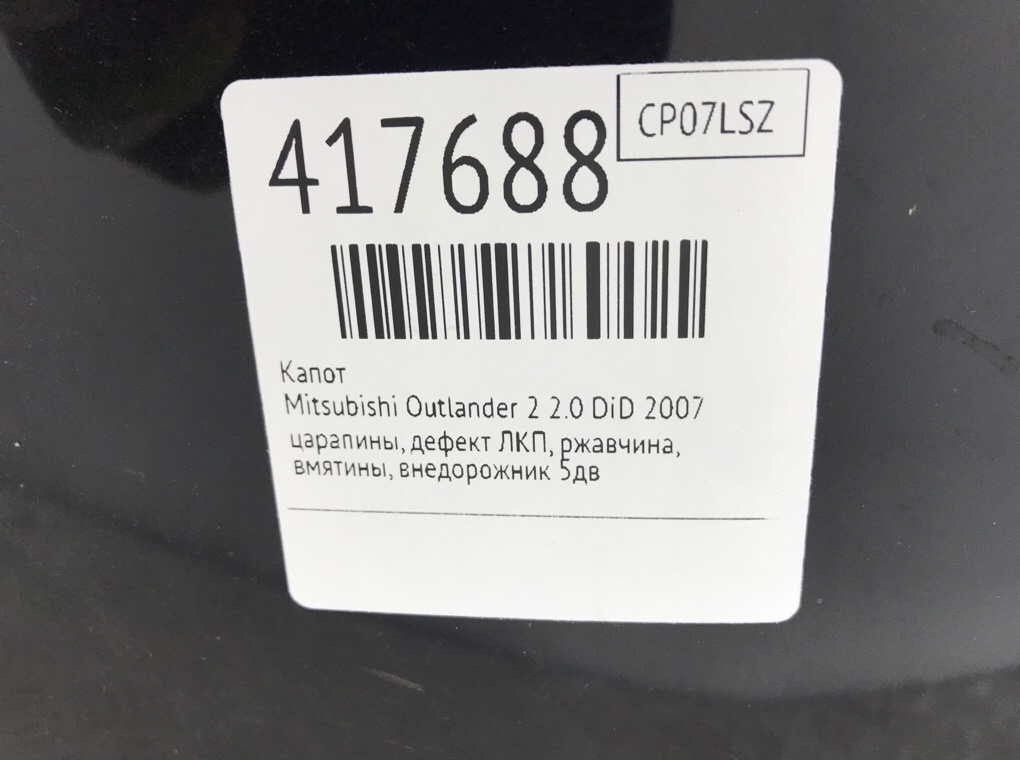 417688
CP07LSZ
Капот
Mitsubishi Outlander 2 2.0 DiD 2007
царапины, дефект ЛКП, ржавчина,
вмятины, внедорожник 5дв